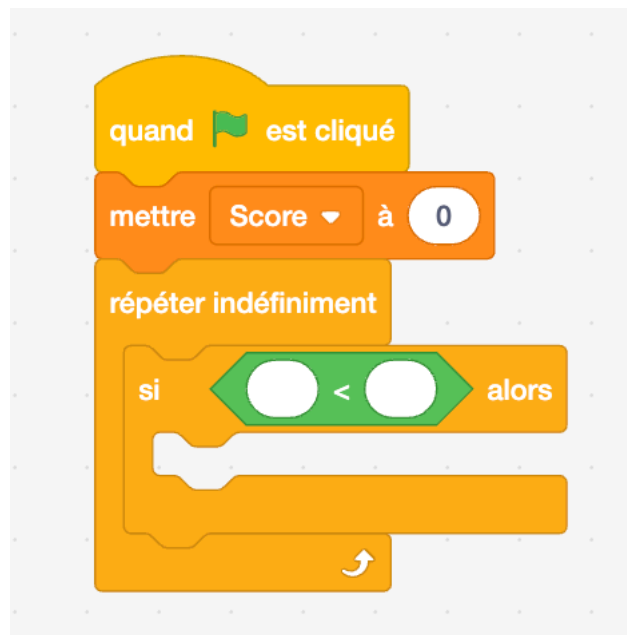 quand est cliqué
mettre Score à 0
répéter indéfiniment
si < alors